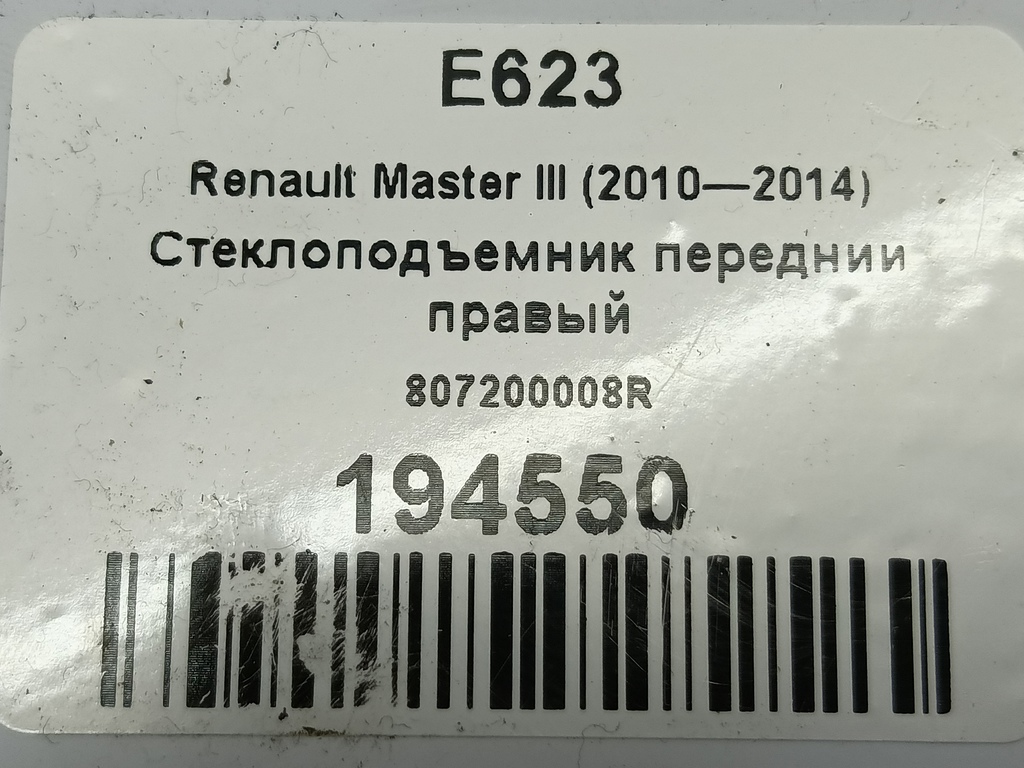 E623
Renault Master III (2010—2014)
Стеклоподъемник передний
правый
807200008R
194550